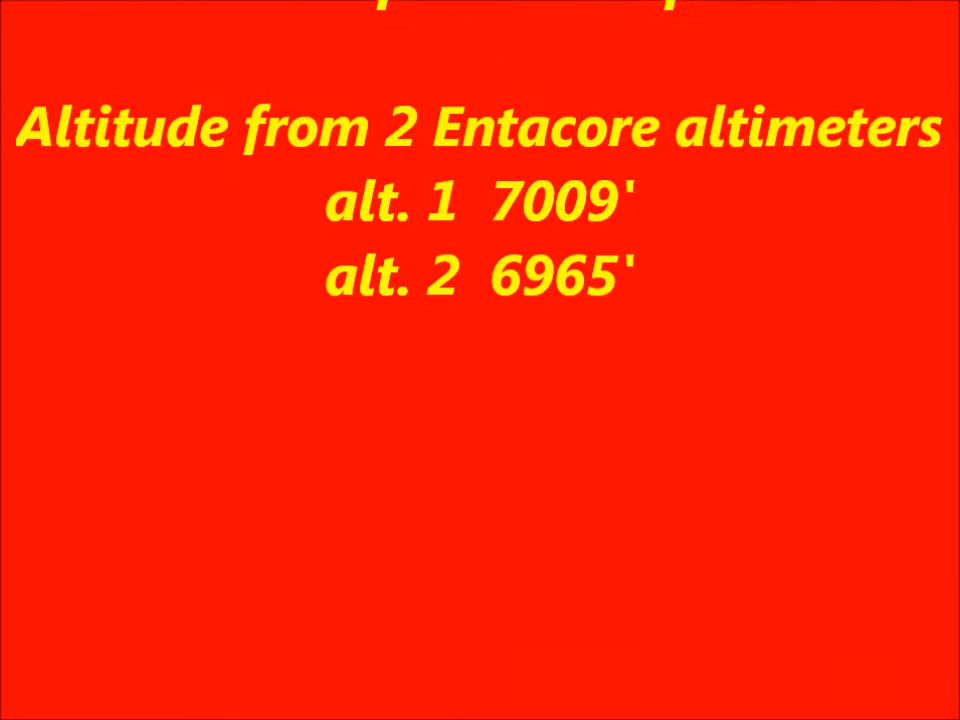 Altitude from 2 Entacore altimeters
alt. 1 7009'
alt. 2 6965'